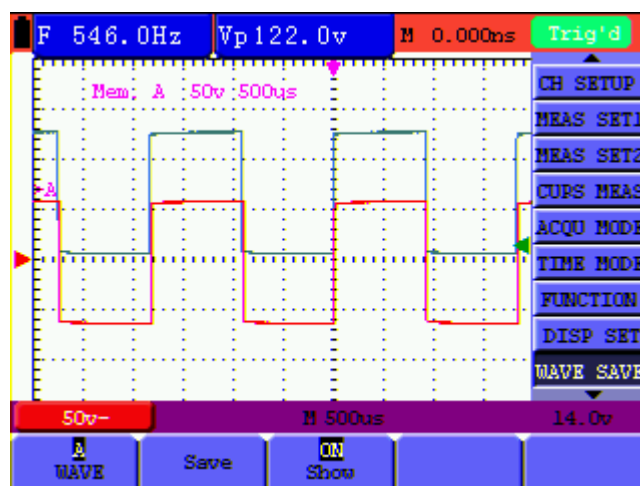 F 546.0Hz Vp122.0v M 0.000ns Trig'd
Mem, A 50v 500us
CH SETUP
MEAS SET1
MEAS SET2
A
CURS MEAS
ACQU MODE
TIME MODE
FUNCTION
DISP SET
WAVE SAVE
50v M 500us 14.0v
A
WAVE
Save
ON
Show